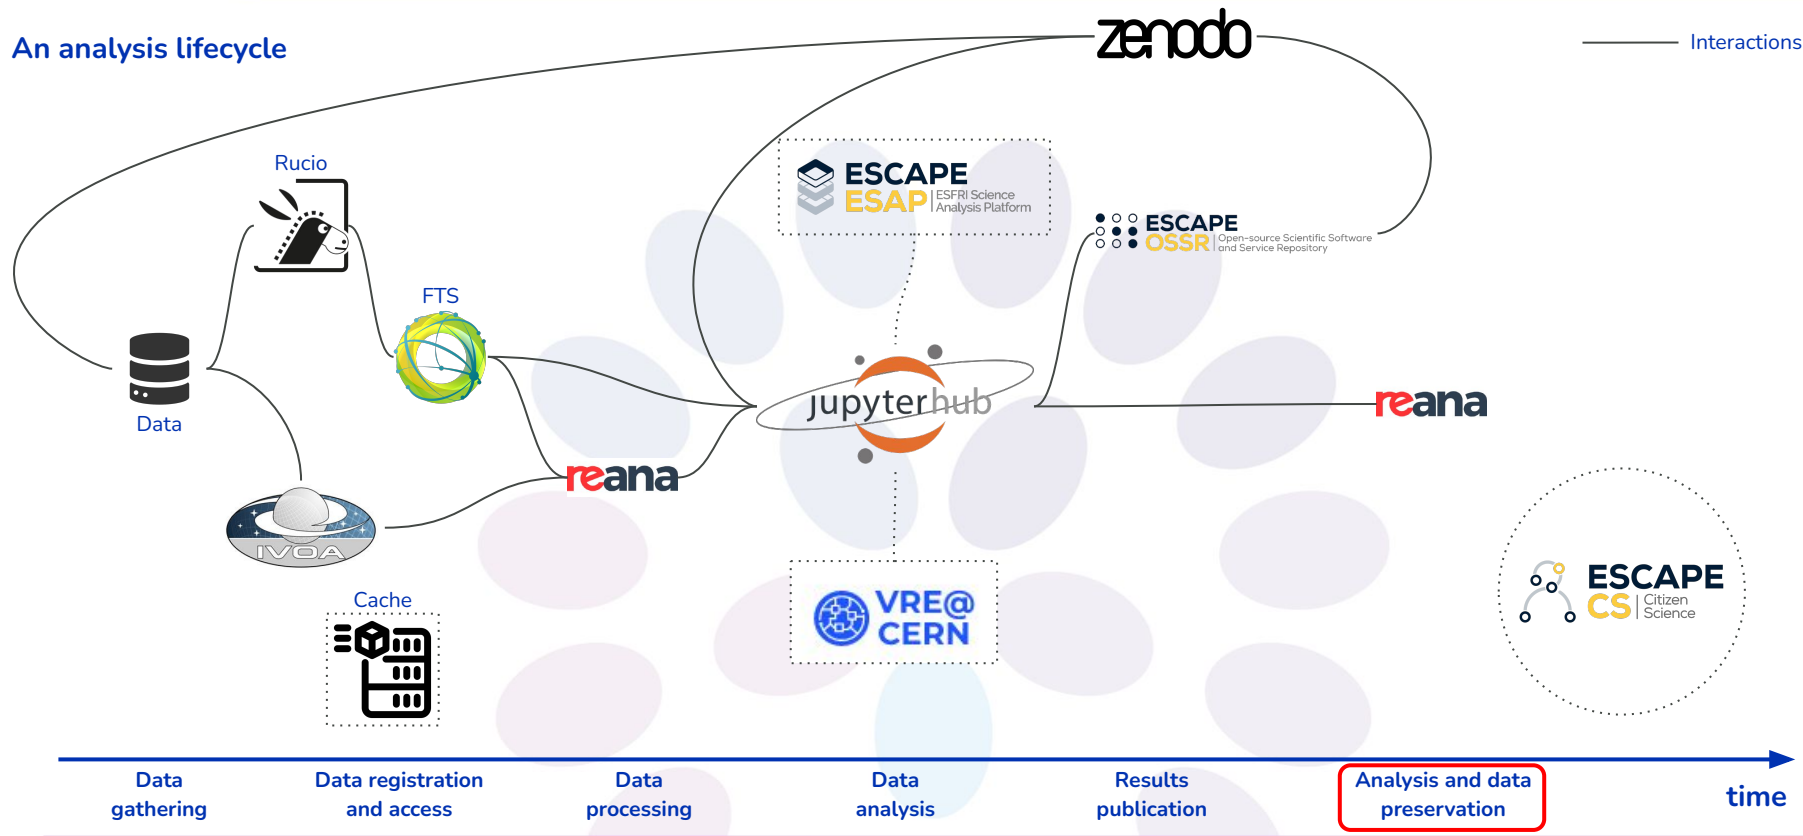 An analysis lifecycle
zenodo
Interactions
Rucio
ESCAPE
ESAP
ESFRI Science
Analysis Platform
ESCAPE
OSSR
Open-source Scientific Software
and Service Repository
FTS
Data
jupyterhub
reana
reana
IVOA
Cache
VRE@
CERN
ESCAPE
CS
Citizen
Science
Data
gathering
Data registration
and access
Data
processing
Data
analysis
Results
publication
Analysis and data
preservation
time